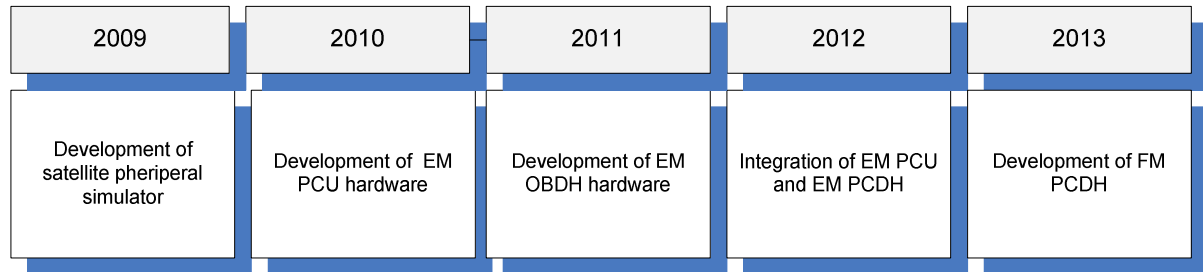 2009
2010
2011
2012
2013
Development of
satellite pheriperal
simulator
Development of  EM
PCU hardware
Development of EM
OBDH hardware
Integration of EM PCU
and EM PCDH
Development of FM
PCDH